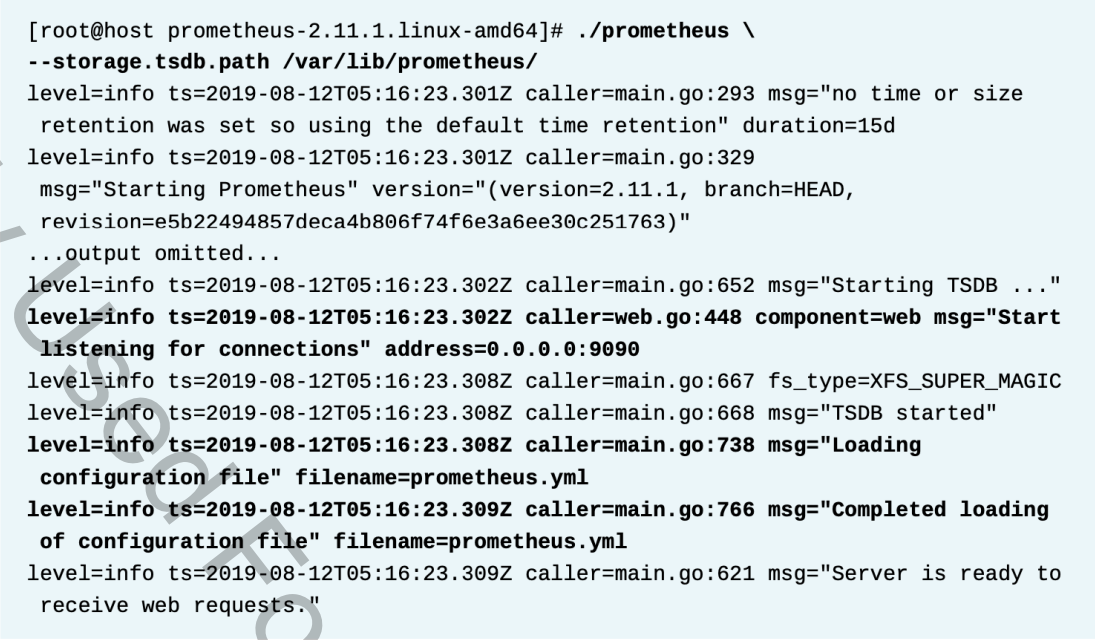 [root@host prometheus-2.11.1.linux-amd64]# ./prometheus \
--storage.tsdb.path /var/lib/prometheus/
level=info ts=2019-08-12T05:16:23.301Z caller=main.go:293 msg="no time or size
retention was set so using the default time retention" duration=15d
level=info ts=2019-08-12T05:16:23.301Z caller=main.go:329
msg="Starting Prometheus" version="(version=2.11.1, branch=HEAD,
revision=e5b22494857deca4b806f74f6e3a6ee30c251763)"
...output omitted...
level=info ts=2019-08-12T05:16:23.302Z caller=main.go:652 msg="Starting TSDB ..."
level=info ts=2019-08-12T05:16:23.302Z caller=web.go:448 component=web msg="Start
listening for connections" address=0.0.0.0:9090
level=info ts=2019-08-12T05:16:23.308Z caller=main.go:667 fs_type=XFS_SUPER_MAGIC
level=info ts=2019-08-12T05:16:23.308Z caller=main.go:668 msg="TSDB started"
level=info ts=2019-08-12T05:16:23.308Z caller=main.go:738 msg="Loading
configuration file" filename=prometheus.yml
level=info ts=2019-08-12T05:16:23.309Z caller=main.go:766 msg="Completed loading
of configuration file" filename=prometheus.yml
level=info ts=2019-08-12T05:16:23.309Z caller=main.go:621 msg="Server is ready to
receive web requests."
Used